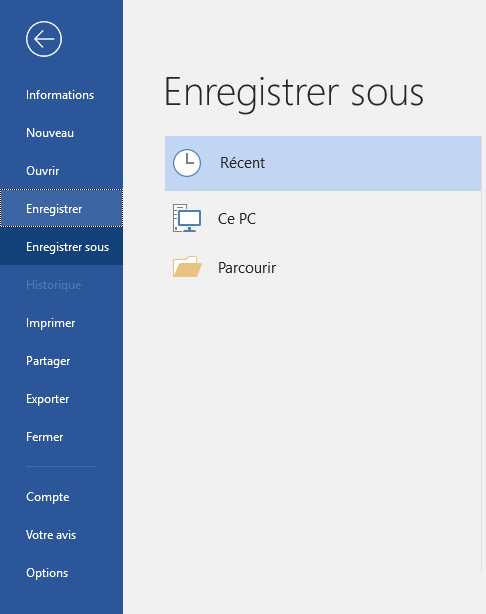 Informations
Nouveau
Ouvrir
Enregistrer
Enregistrer sous
Historique
Imprimer
Partager
Exporter
Fermer
Compte
Votre avis
Options
Enregistrer sous
Récent
Ce PC
Parcourir